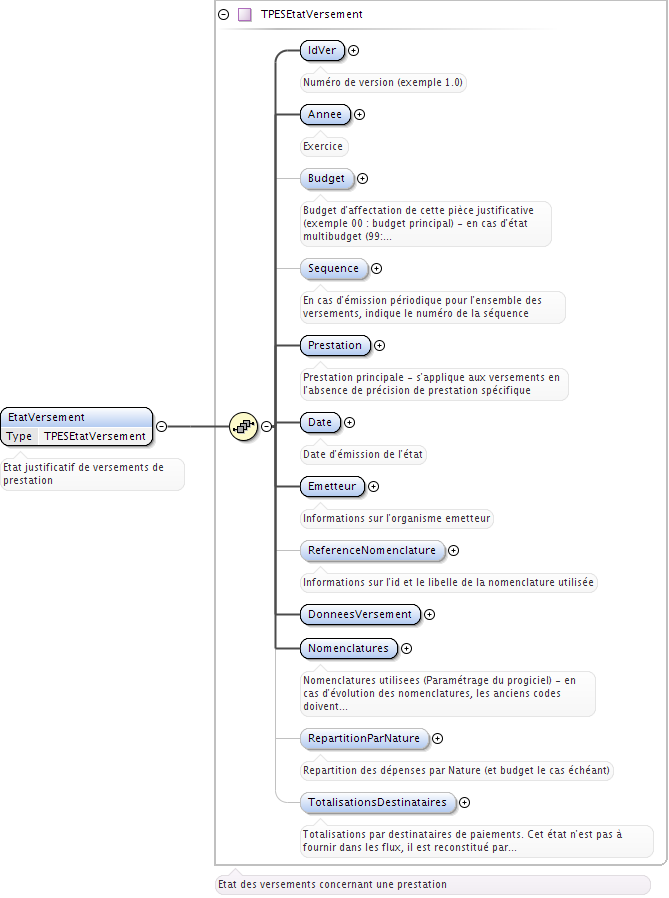 TPESEtatVersement
IdVer
Numéro de version (exemple 1.0)
Annee
Exercice
Budget
Budget d'affectation de cette pièce justificative
(exemple 00 : budget principal) – en cas d'état
multibudget (99:...
Sequence
En cas d'émission périodique pour l'ensemble des
versements, indique le numéro de la séquence
Prestation
Prestation principale – s'applique aux versements en
l'absence de précision de prestation spécifique
EtatVersement
Type TPESEtatVersement
Etat justificatif de versements de
prestation
Date
Date d'émission de l'état
Emetteur
Informations sur l'organisme emetteur
ReferenceNomenclature
Informations sur l'id et le libelle de la nomenclature utilisée
DonneesVersement
Nomenclatures
Nomenclatures utilisees (Paramétrage du progiciel) – en
cas d'évolution des nomenclatures, les anciens codes
doivent...
RepartitionParNature
Repartition des dépenses par Nature (et budget le cas échéant)
TotalisationsDestinataires
Totalisations par destinataires de paiements. Cet état n'est pas à
fournir dans les flux, il est reconstitué par...
Etat des versements concernant une prestation